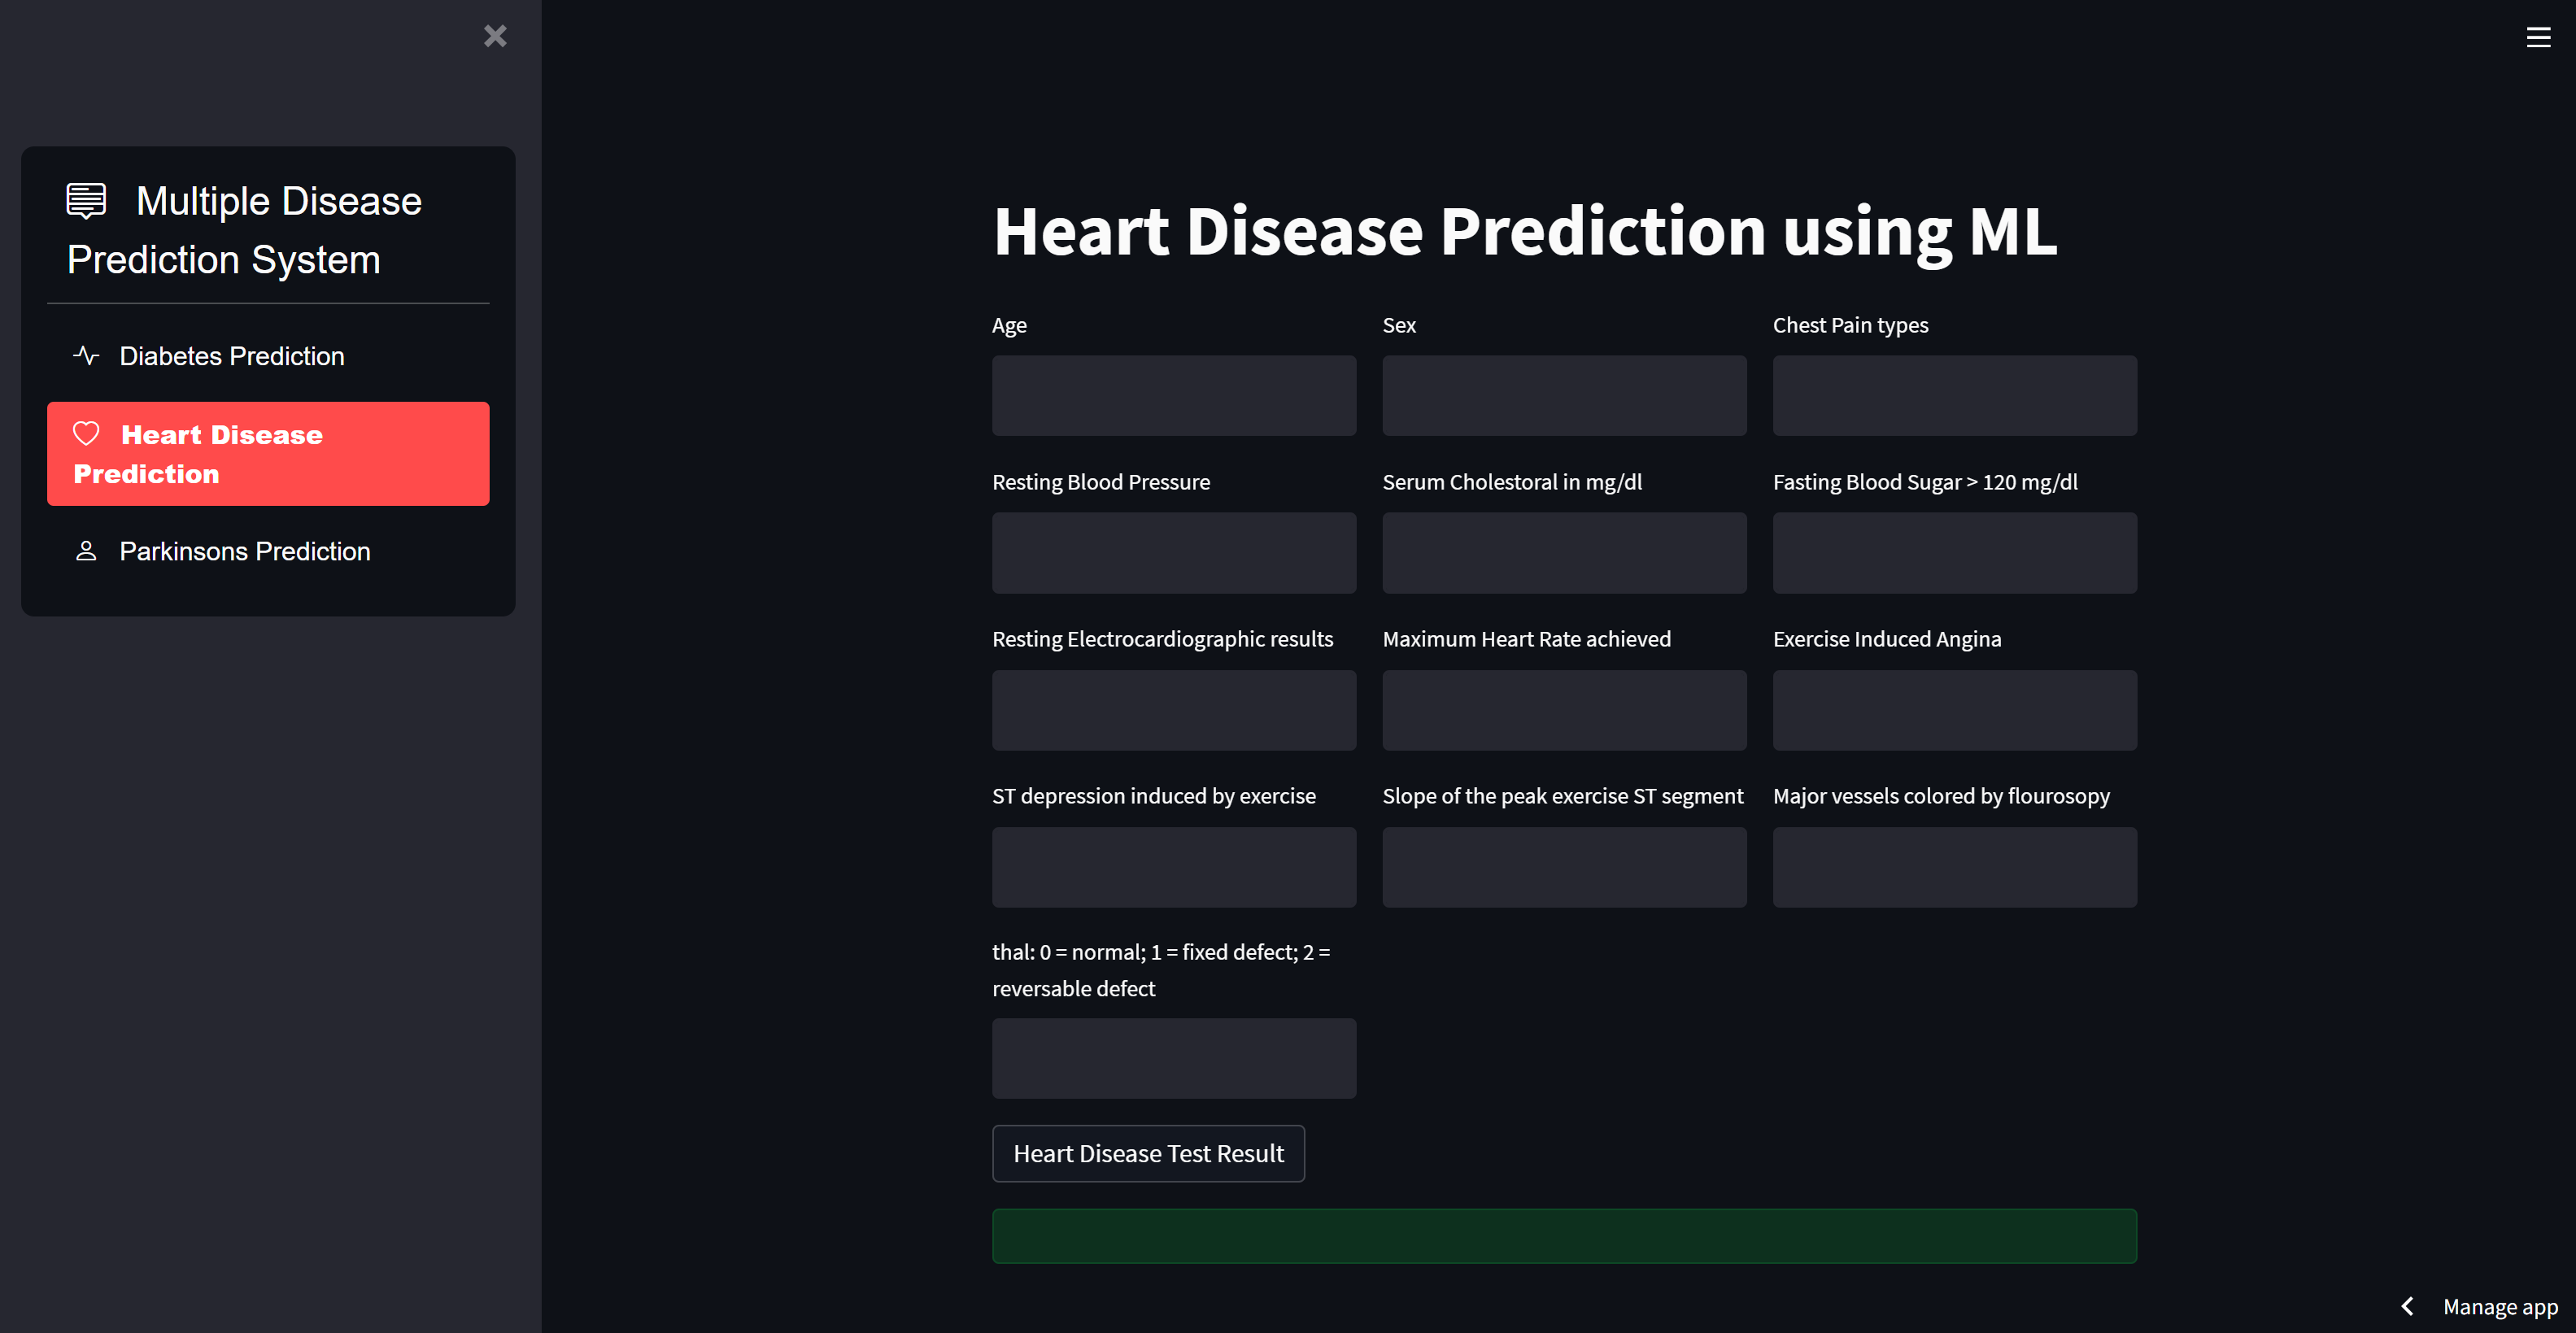 Multiple Disease
Prediction System
Diabetes Prediction
Heart Disease
Prediction
Parkinsons Prediction
Heart Disease Prediction using ML
Age
Sex
Chest Pain types
Resting Blood Pressure
Serum Cholestoral in mg/dl
Fasting Blood Sugar > 120 mg/dl
Resting Electrocardiographic results
Maximum Heart Rate achieved
Exercise Induced Angina
ST depression induced by exercise
Slope of the peak exercise ST segment
Major vessels colored by flourosopy
thal: 0 = normal; 1 = fixed defect; 2 =
reversable defect
Heart Disease Test Result
Manage app